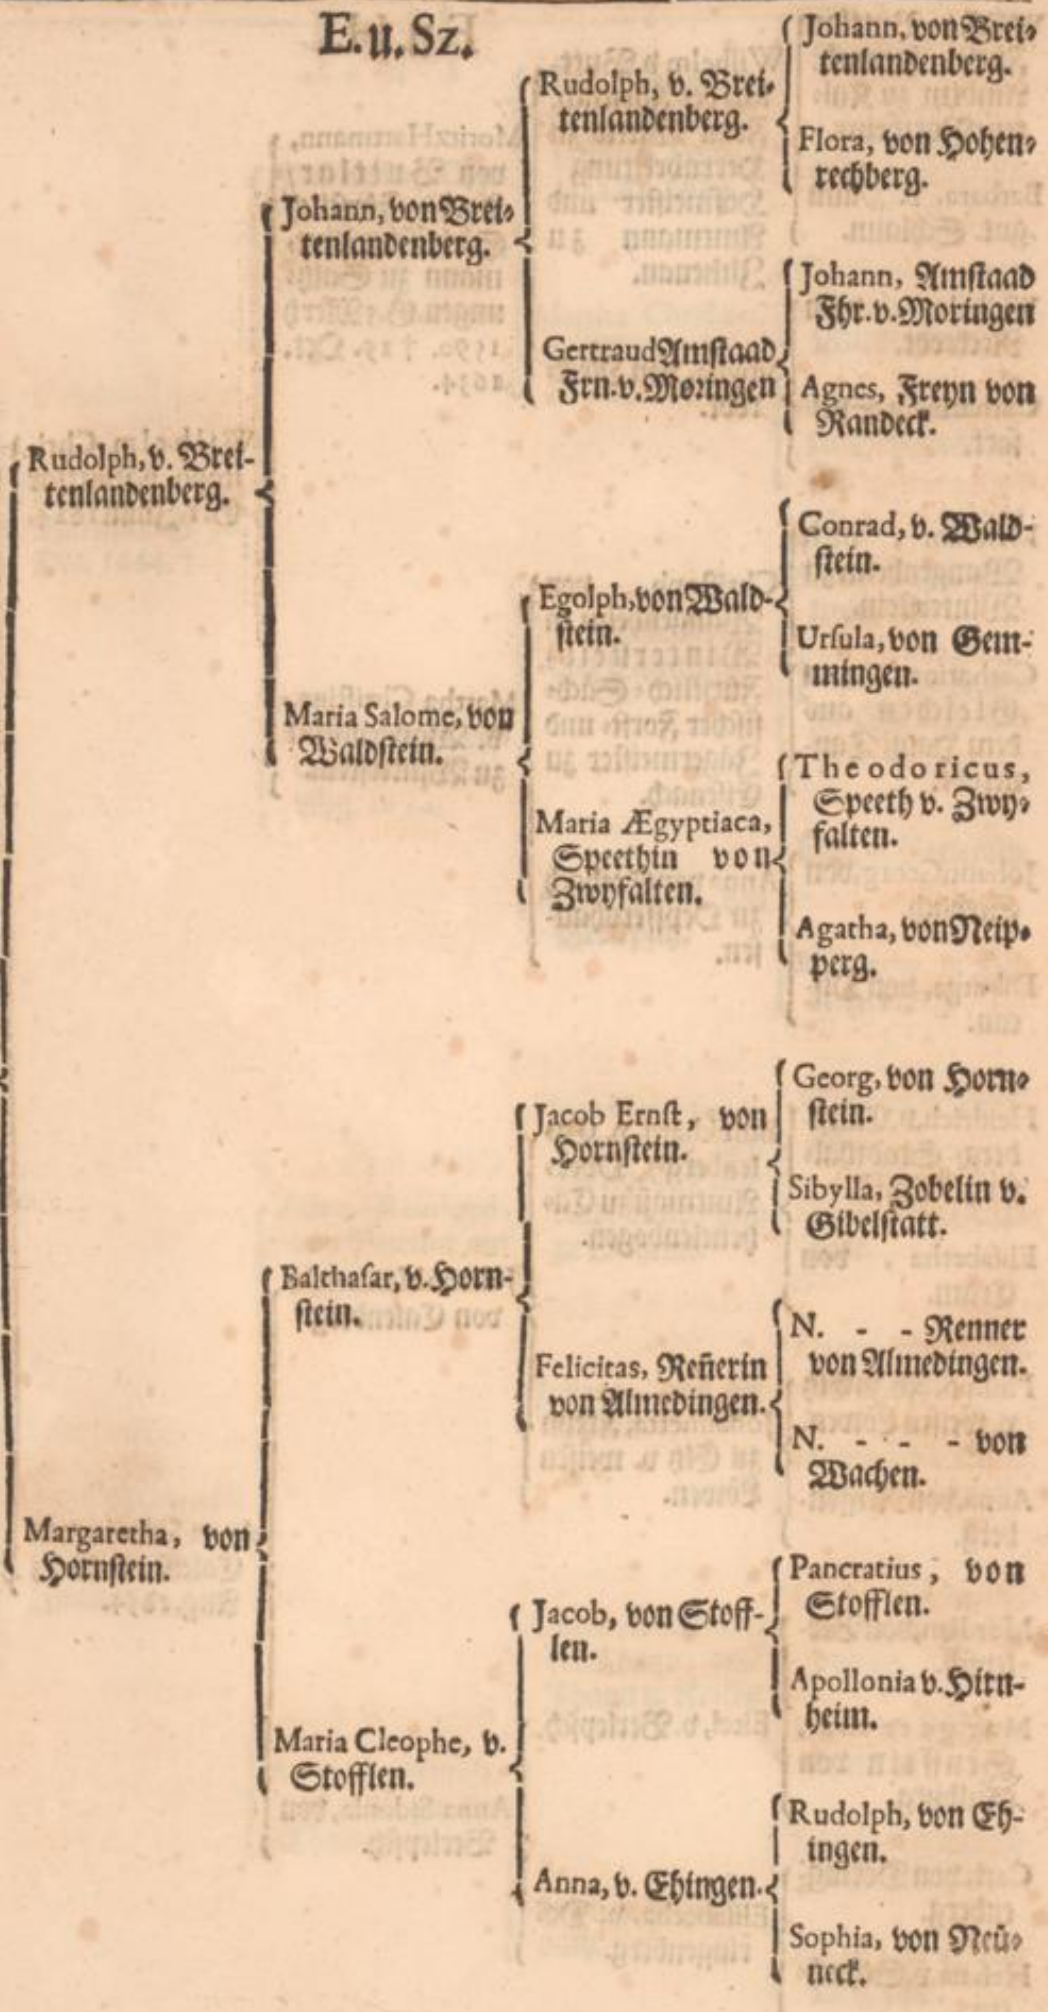 E. u. Sz.
Rudolph, v. Brei-
tenlandenberg.
Margaretha, von
Hornstein.
Johann, von Brei-
tenlandenberg.
Maria Salome, von
Waldstein.
Balthasar, v. Horn-
stein.
Maria Cleophe, v.
Stofflen.
Rudolph, v. Brei-
tenlandenberg.
Gertraud Amstaad
Frn. v. Moringen
Egolph, von Wald-
stein.
Maria Ægyptiaca,
Speethin von
Zwyfalten.
Jacob Ernst, von
Hornstein.
Felicitas, Reñerin
von Almedingen.
Jacob, von Stoff-
len.
Anna, v. Ehingen.
Johann, von Brei-
tenlandenberg.
Flora, von Hohen-
rechberg.
Johann, Amstaad
Fhr. v. Moringen
Agnes, Freyn von
Randeck.
Conrad, v. Wald-
stein.
Ursula, von Gem-
mingen.
Theodoricus,
Speeth v. Zwy-
falten.
Agatha, von Neip-
perg.
Georg, von Horn-
stein.
Sibylla, Zobelin v.
Gibelstatt.
N. - - Renner
von Almedingen.
N. - - - von
Wachen.
Pancratius, von
Stofflen.
Apollonia v. Hirn-
heim.
Rudolph, von Eh-
ingen.
Sophia, von Neü-
neck.